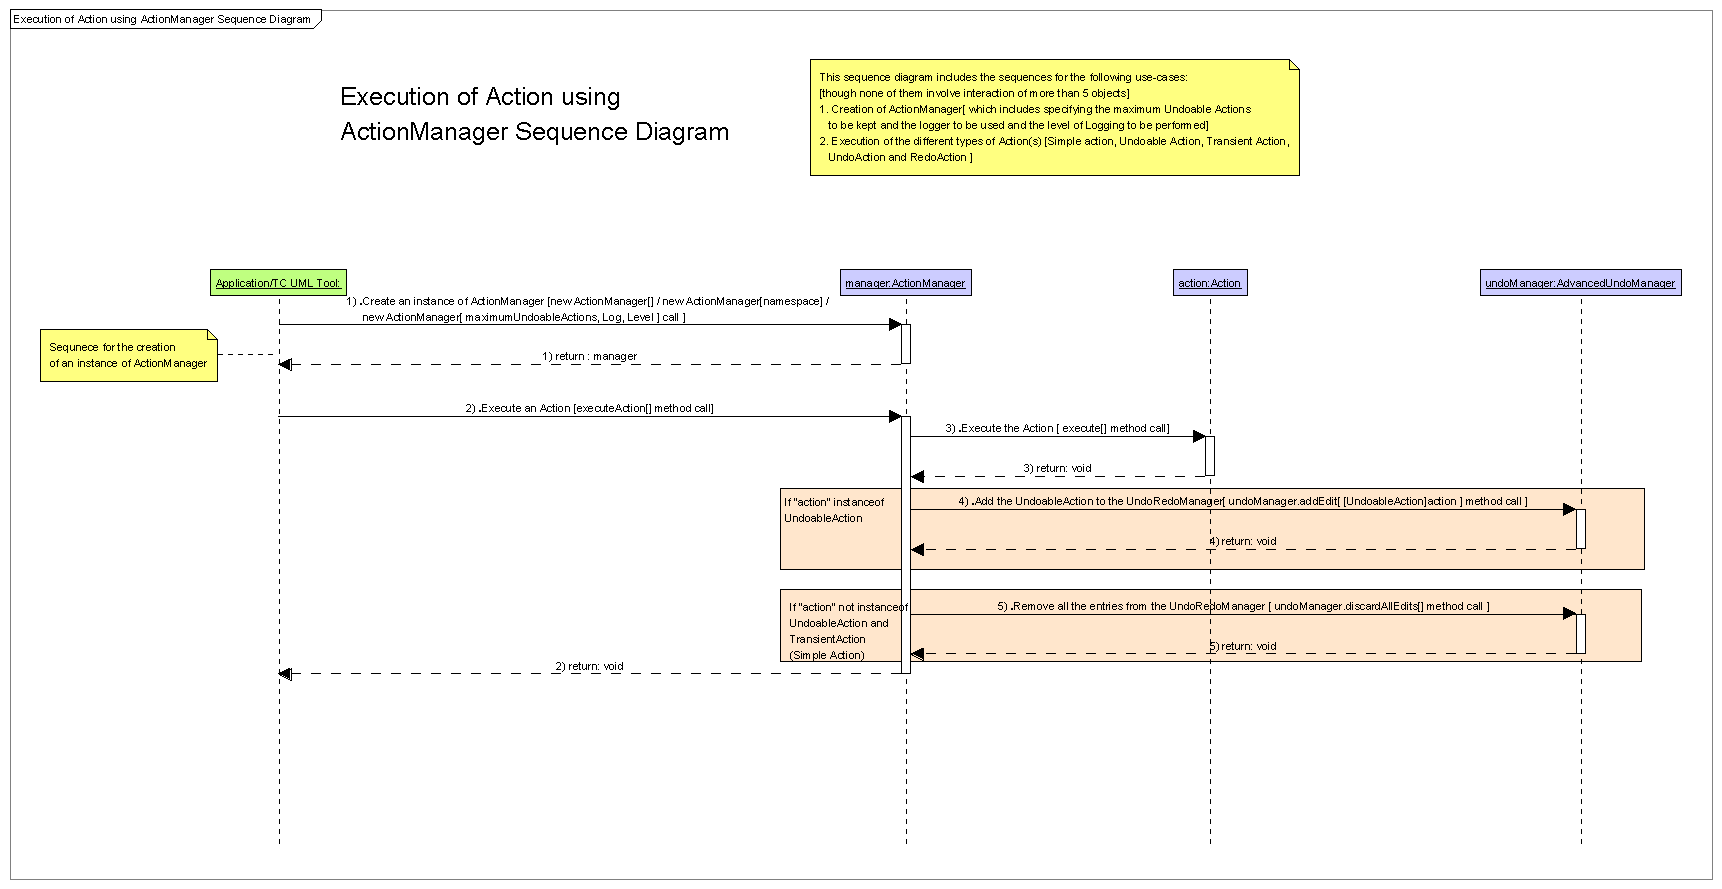 Execution of Action using ActionManager Sequence Diagram
Execution of Action using
ActionManager Sequence Diagram
This sequence diagram includes the sequences for the following use-cases:
[though none of them involve interaction of more than 5 objects]
1. Creation of ActionManager[ which includes specifying the maximum Undoable Actions
to be kept and the logger to be used and the level of Logging to be performed]
2. Execution of the different types of Action(s) [Simple action, Undoable Action, Transient Action,
UndoAction and RedoAction ]
Application/TC UML Tool:
manager:ActionManager
action:Action
undoManager:AdvancedUndoManager
1) .Create an instance of ActionManager [new ActionManager[] / new ActionManager[namespace] /
new ActionManager[ maximumUndoableActions, Log, Level ] call ]
Sequnece for the creation
of an instance of ActionManager
1) return : manager
2) .Execute an Action [executeAction[] method call]
3) .Execute the Action [ execute[] method call]
3) return: void
If "action" instanceof
UndoableAction
4) .Add the UndoableAction to the UndoRedoManager[ undoManager.addEdit[ [UndoableAction]action ] method call ]
4) return: void
If "action" not instanceof
UndoableAction and
TransientAction
(Simple Action)
5) .Remove all the entries from the UndoRedoManager [ undoManager.discardAllEdits[] method call ]
5) return: void
2) return: void